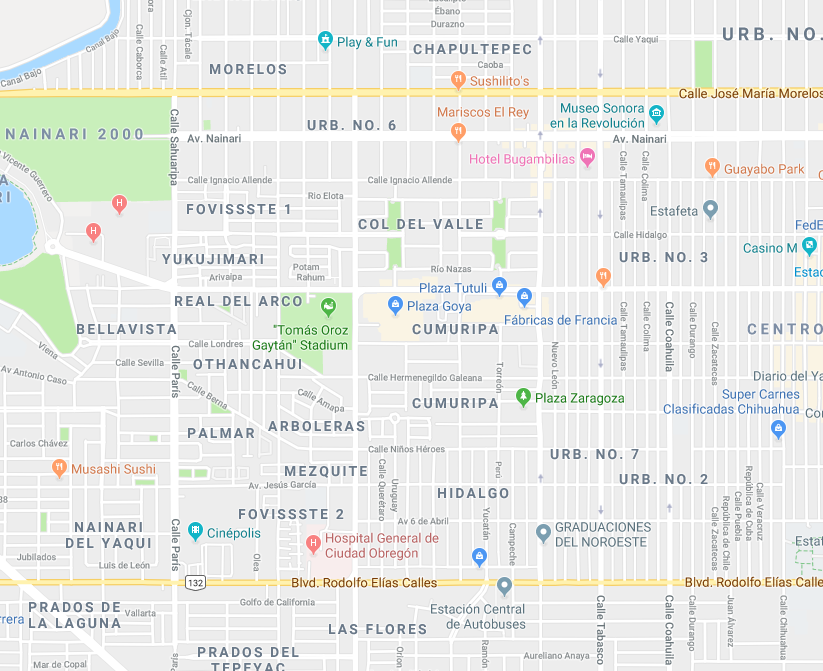 Ébano
Durazno
Calle Yaqui
URB. NO.
Cjon. Tácale
Canal Bajo
Calle Caborca
Calle Atil
Play & Fun
CHAPULTEPEC
MORELOS
Caoba
Canal Bajo
Sushilito's
Calle José María Morelos
Mariscos El Rey
Museo Sonora
en la Revolución
NAINARI 2000
Calle Sahuaripa
URB. NO. 6
Av. Nainari
Av. Nainari
Hotel Bugambilias
Calle Tamaulipas
Calle Colima
Guayabo Park
Vicente Guerrero
Calle Ignacio Allende
Calle Ignacio Allende
Río Elota
H
H
FOVISSSTE 1
COL DEL VALLE
Estafeta
FedE
Calle Hidalgo
Casino M
YUKUJIMARI
URB. NO. 3
Potam
Rahum
Arivaipa
Río Nazas
Estac
Plaza Tutuli
REAL DEL ARCO
Plaza Goya
Fábricas de Francia
BELLAVISTA
"Tomás Oroz
Gaytán" Stadium
CUMURIPA
CENTRO
Calle Tamaulipas
Calle Colima
Calle Coahuila
Calle Durango
Calle Zacatecas
Viena
Calle Londres
Calle Sevilla
OTHANCAHUI
Nuevo León
Torreón
Av Antonio Caso
Calle París
Calle Hermenegildo Galeana
Diario del Ya
Calle Berna
Calle Amapa
CUMURIPA
Plaza Zaragoza
Super Carnes
Clasificadas Chihuahua
Con
ARBOLERAS
PALMAR
Carlos Chávez
Calle Niños Héroes
URB. NO. 7
Musashi Sushi
MEZQUITE
Perú
URB. NO. 2
Av. Jesús García
Calle Querétaro
Uruguay
HIDALGO
38
FOVISSSTE 2
Yucatán
Campeche
República de Cuba
Calle Veracruz
Calle Puebla
República de Chile
Calle Zacatecas
Av 6 de Abril
NAINARI
DEL YAQUI
Calle París
Cinépolis
Hospital General de
Ciudad Obregón
H
GRADUACIONES
DEL NOROESTE
Estaf
Jubilados
Luis de León
Olea
132
Blvd. Rodolfo Elías Calles
Blvd. Rodolfo Elías Calle
PRADOS DE
LA LAGUNA
Vallarta
Golfo de California
Estación Central
de Autobuses
Calle Tabasco
Calle Coahuila
Calle Durango
Juan Álvarez
Calle Chihuahua
rrera
LAS FLORES
Mar de Copal
PRADOS DEL
TEPEYAC
Orion
Ramón
Aureliano Anaya